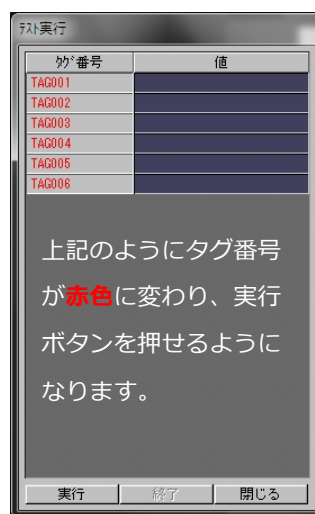 ﾃｽﾄ実行
ﾀｸﾞ番号 値
TAG001
TAG002
TAG003
TAG004
TAG005
TAG006
上記のようにタグ番号
が赤色に変わり、実行
ボタンを押せるように
なります。
実行 終了 閉じる